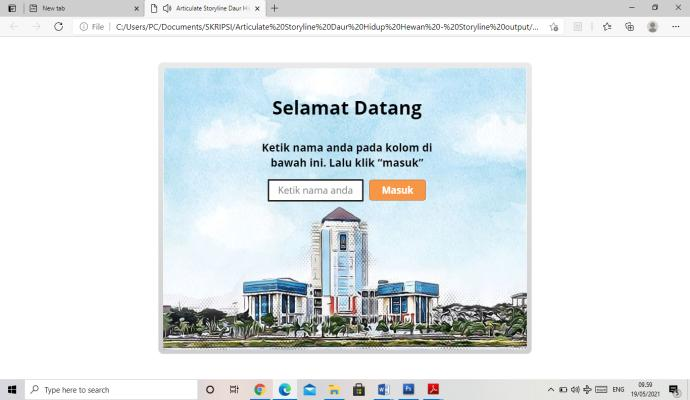 New tab
Articulate Storyline Daur Hi
File
C:/Users/PC/Documents/SKRIPSI/Articulate%20Storyline%20Daur%20Hidup%20Hewan%20-%20Storyline%20output/...
Selamat Datang
Ketik nama anda pada kolom di
bawah ini. Lalu klik “masuk”
Ketik nama anda
Masuk
Type here to search
ENG
09.59
19/05/2021